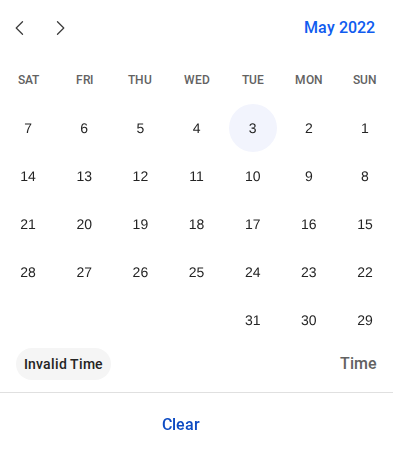 May 2022
SAT FRI THU WED TUE MON SUN
7 6 5 4 3 2 1
14 13 12 11 10 9 8
21 20 19 18 17 16 15
28 27 26 25 24 23 22
31 30 29
Invalid Time Time
Clear